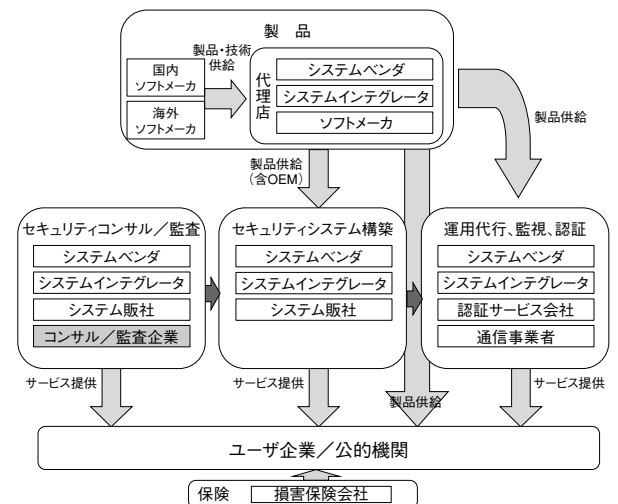 製 品
製品・技術
供給
国内
ソフトメーカ
海外
ソフトメーカ
代理店
システムベンダ
システムインテグレータ
ソフトメーカ
製品供給
製品供給
(含OEM)
セキュリティコンサル/監査
システムベンダ
システムインテグレータ
システム販社
コンサル/監査企業
セキュリティシステム構築
システムベンダ
システムインテグレータ
システム販社
運用代行、監視、認証
システムベンダ
システムインテグレータ
認証サービス会社
通信事業者
サービス提供
サービス提供
製品供給
サービス提供
ユーザ企業/公的機関
保険
損害保険会社